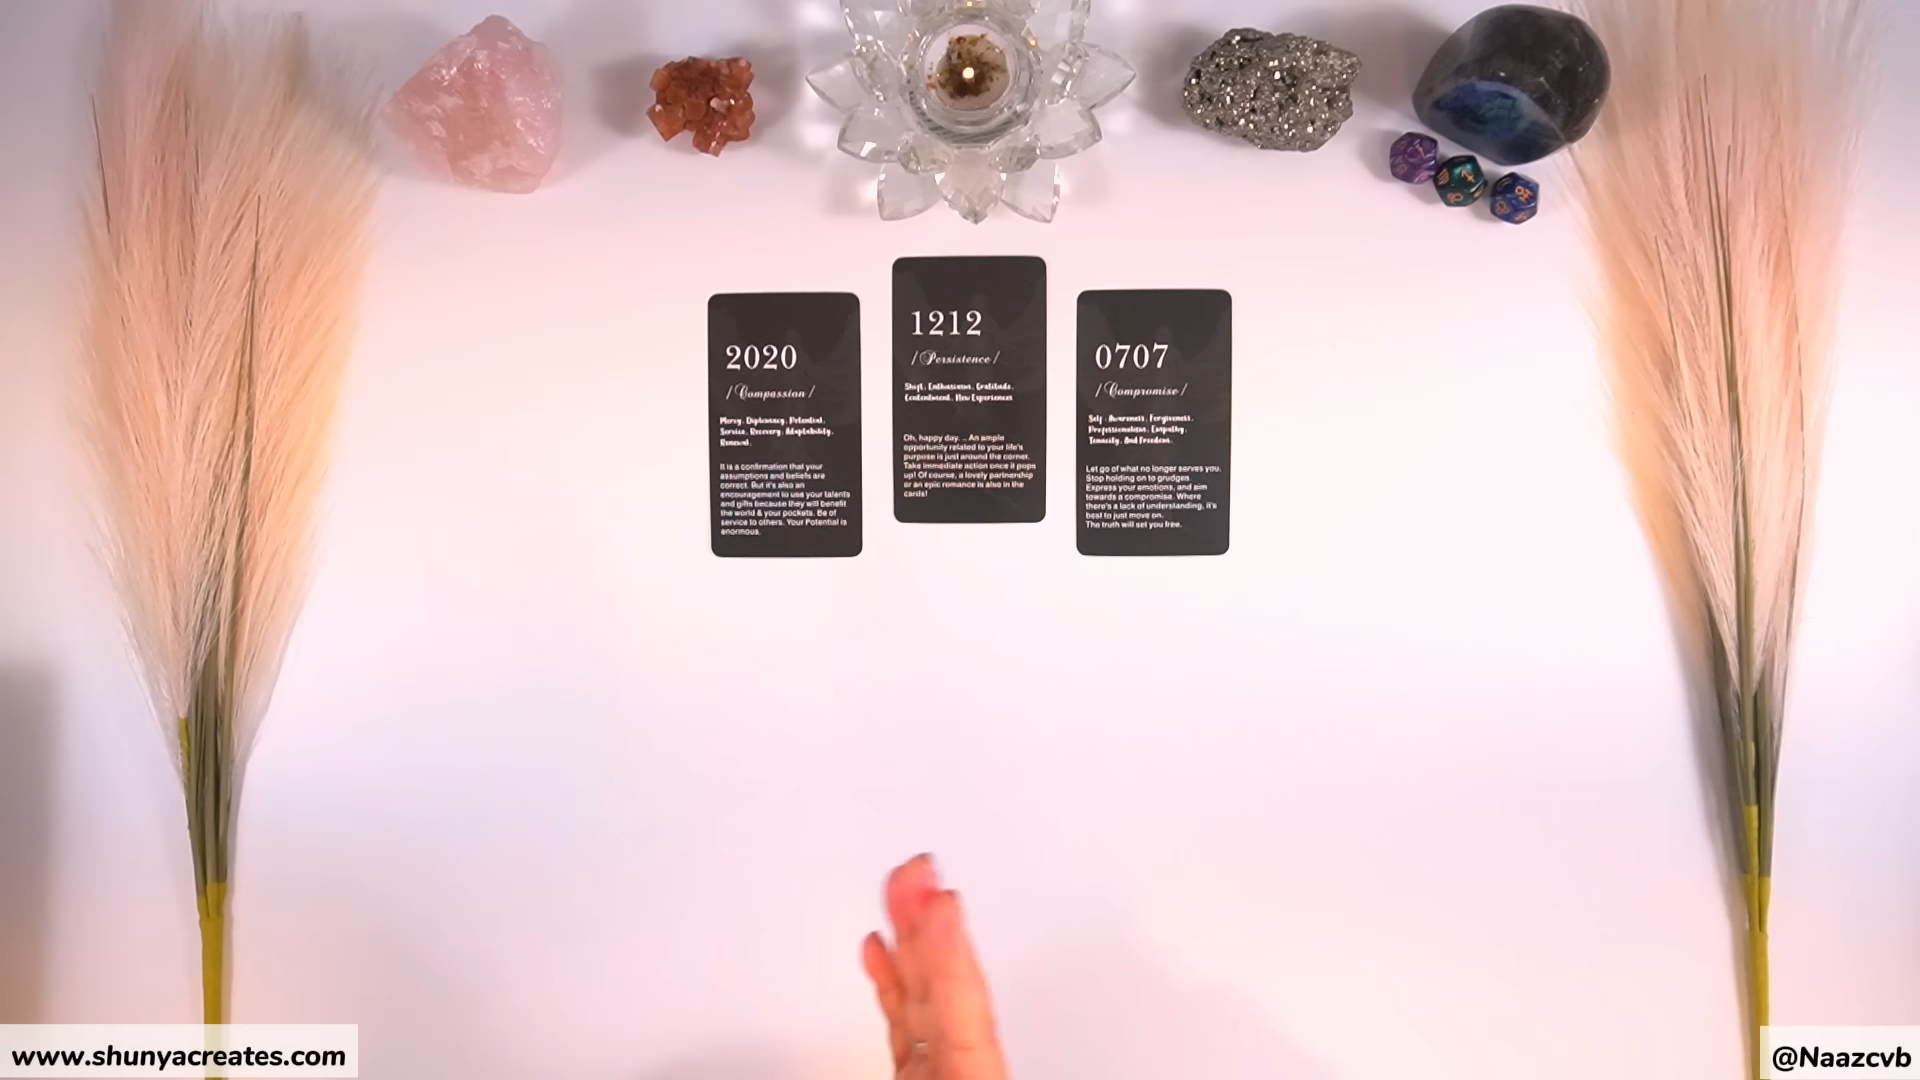 2020
/Compassion/
Mercy, Diplomacy, Potential,
Service, Recovery, Adaptability,
Renewal,
It is a confirmation that your
assumptions and beliefs are
correct. But it's also an
encouragement to use your talents
and gifts because they will benefit
the world & your pockets. Be of
service to others. Your Potential is
enormous.
1212
/Persistence/
Shift, Enthusiasm, Gratitude,
Contentment, New Experiences
Oh, happy day. .. An ample
opportunity related to your life's
purpose is just around the corner.
Take immediate action once it pops
up! Of course, a lovely partnership
or an epic romance is also in the
cards!
0707
/Compromise/
Self - Awareness, Forgiveness,
Professionalism, Empathy,
Tenacity, And Freedom.
Let go of what no longer serves you.
Stop holding on to grudges.
Express your emotions, and aim
towards a compromise. Where
there's a lack of understanding, it's
best to just move on.
The truth will set you free.
www.shunyacreates.com
@Naazcvb